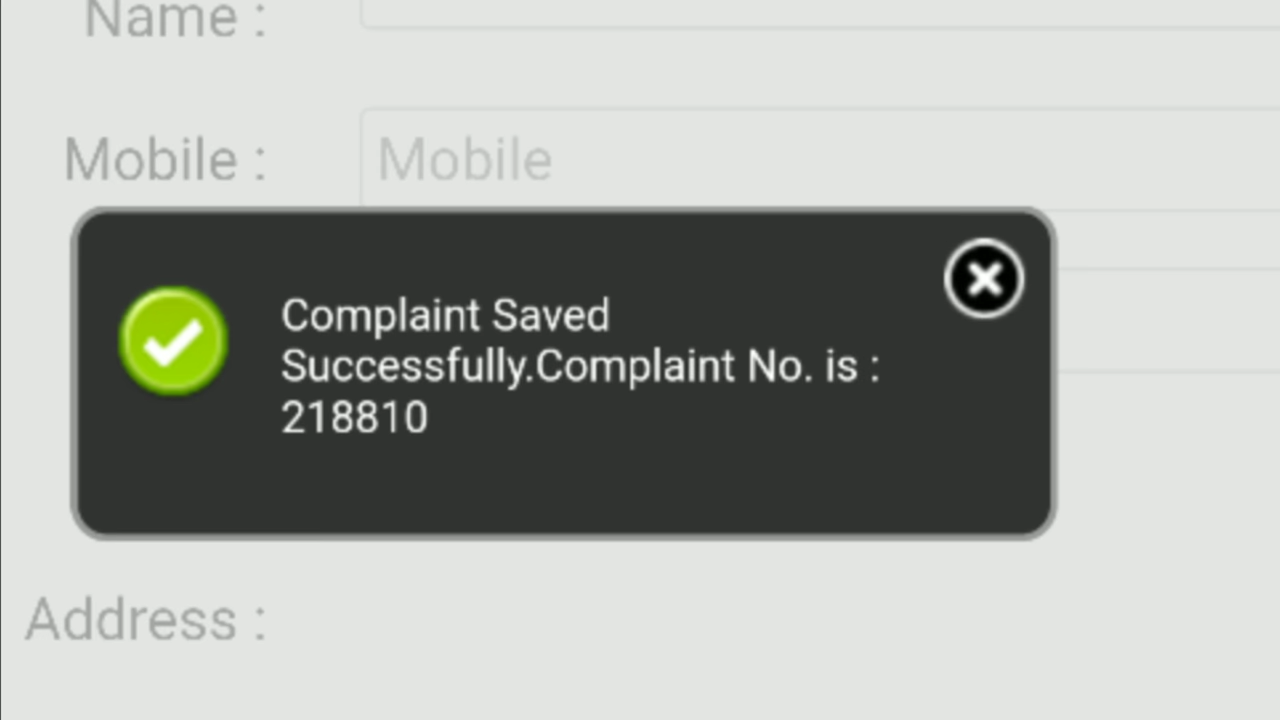 Name :
Mobile :
Mobile
Complaint Saved
Successfully.Complaint No. is :
218810
Address :